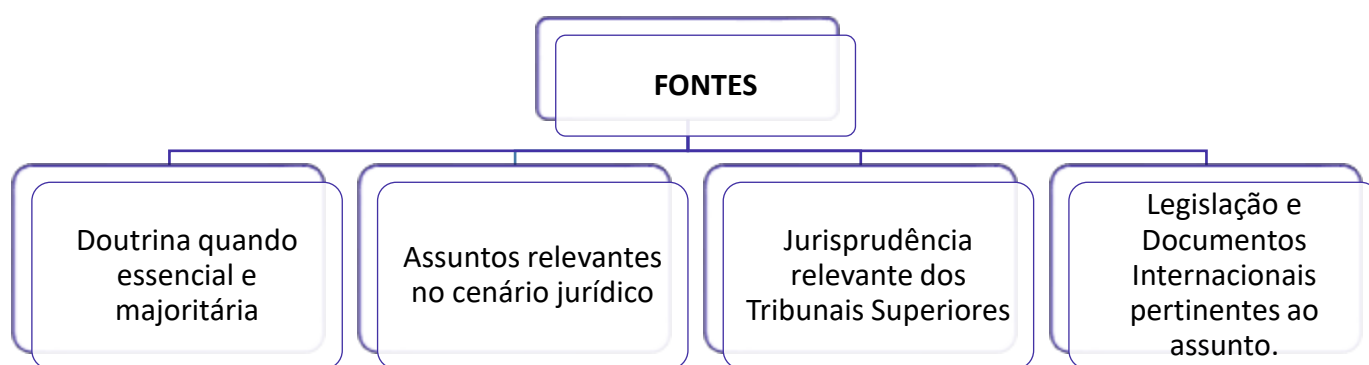 FONTES
Doutrina quando
essencial e
majoritária
Assuntos relevantes
no cenário jurídico
Jurisprudência
relevante dos
Tribunais Superiores
Legislação e
Documentos
Internacionais
pertinentes ao
assunto.